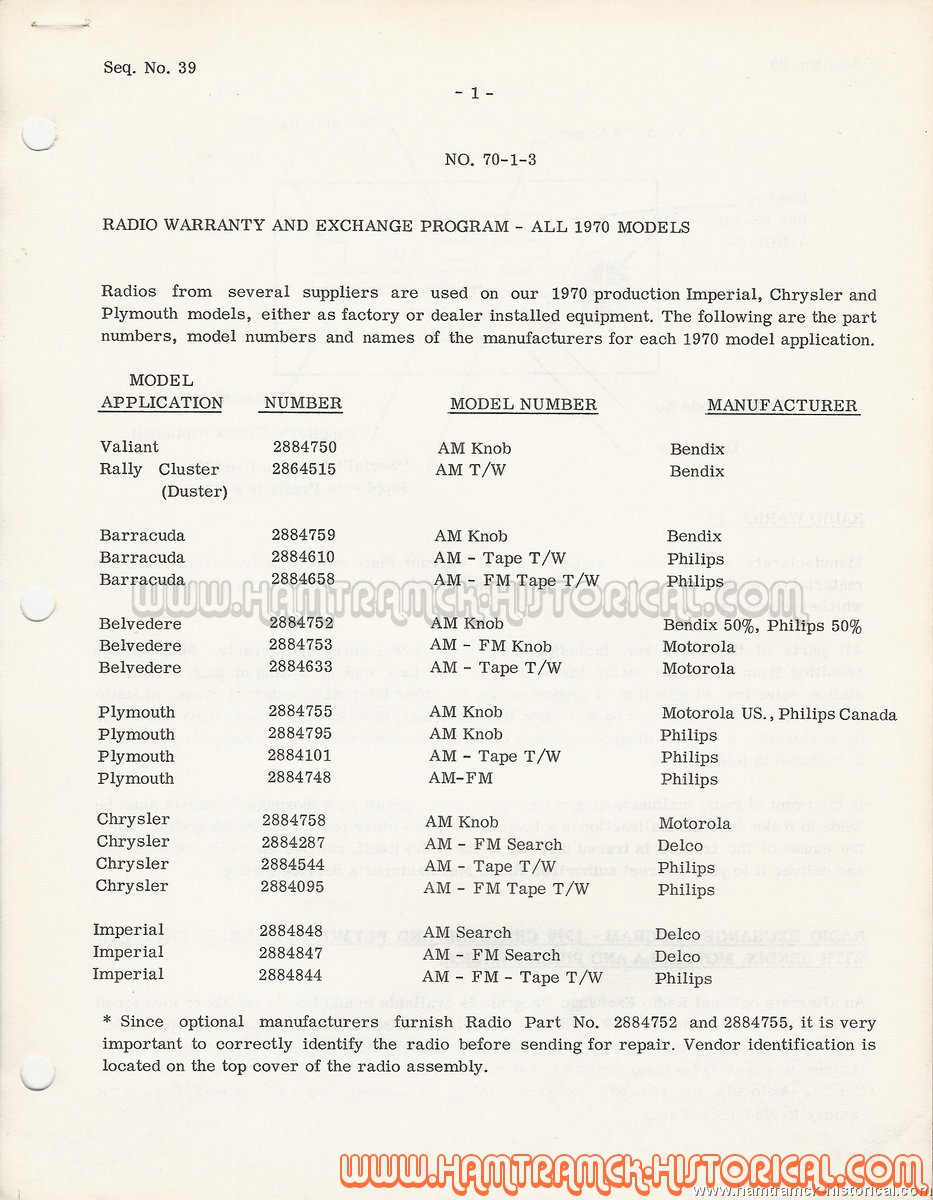 Seq. No. 39
- 1 -
NO. 70-1-3
RADIO WARRANTY AND EXCHANGE PROGRAM - ALL 1970 MODELS
Radios from several suppliers are used on our 1970 production Imperial, Chrysler and
Plymouth models, either as factory or dealer installed equipment. The following are the part
numbers, model numbers and names of the manufacturers for each 1970 model application.
MODEL
APPLICATION NUMBER MODEL NUMBER MANUFACTURER
Valiant 2884750 AM Knob Bendix
Rally Cluster 2864515 AM T/W Bendix
(Duster)
Barracuda 2884759 AM Knob Bendix
Barracuda 2884610 AM - Tape T/W Philips
Barracuda 2884658 AM - FM Tape T/W Philips
www.HAMTRAMCK-HISTORICAL.com
Belvedere 2884752 AM Knob Bendix 50%, Philips 50%
Belvedere 2884753 AM - FM Knob Motorola
Belvedere 2884633 AM - Tape T/W Motorola
Plymouth 2884755 AM Knob Motorola US., Philips Canada
Plymouth 2884795 AM Knob Philips
Plymouth 2884101 AM - Tape T/W Philips
Plymouth 2884748 AM-FM Philips
Chrysler 2884758 AM Knob Motorola
Chrysler 2884287 AM - FM Search Delco
Chrysler 2884544 AM - Tape T/W Philips
Chrysler 2884095 AM - FM Tape T/W Philips
Imperial 2884848 AM Search Delco
Imperial 2884847 AM - FM Search Delco
Imperial 2884844 AM - FM - Tape T/W Philips
* Since optional manufacturers furnish Radio Part No. 2884752 and 2884755, it is very
important to correctly identify the radio before sending for repair. Vendor identification is
located on the top cover of the radio assembly.
www.HAMTRAMCK-HISTORICAL.com
www.hamtramck-historical.com